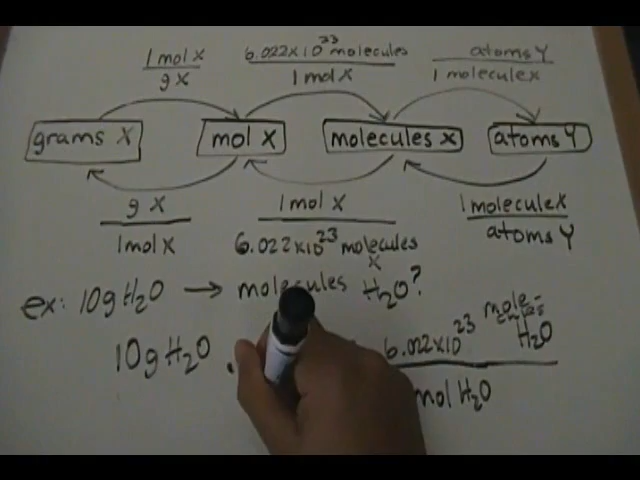 1 mol X 6.022x10^23 molecules atoms Y
g X 1 mol X 1 molecule x
grams X mol X molecules x atoms Y
g X 1 mol X 1 molecule X
1 mol X 6.022x10^23 molecules x atoms Y
ex: 10g H2O → molecules H2O?
10g H2O · 6.022x10^23 molecules H2O
mol H2O